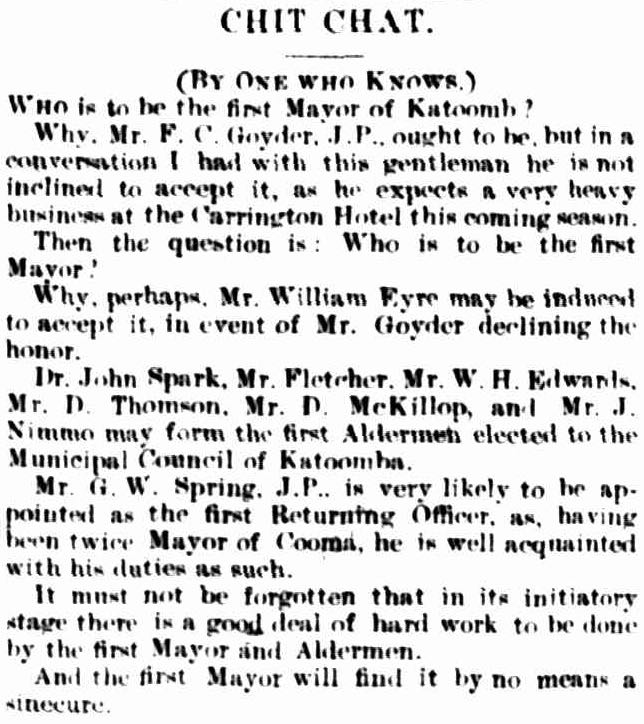 CHIT CHAT.
(BY ONE WHO KNOWS.)
WHO is to be the first Mayor of Katoomb?
Why, Mr. F. C. Goyder, J.P., ought to be, but in a
conversation I had with this gentleman he is not
inclined to accept it, as he expects a very heavy
business at the Carrington Hotel this coming season.
Then the question is: Who is to be the first
Mayor?
Why, perhaps, Mr. William Eyre may be induced
to accept it, in event of Mr. Goyder declining the
honor.
Dr. John Spark, Mr. Fletcher, Mr. W. H. Edwards,
Mr. D. Thomson, Mr. D. McKillop, and Mr. J.
Nimmo may form the first Aldermen elected to the
Municipal Council of Katoomba.
Mr. G. W. Spring, J.P., is very likely to be ap-
pointed as the first Returning Officer, as, having
been twice Mayor of Cooma, he is well acquainted
with his duties as such.
It must not be forgotten that in its initiatory
stage there is a good deal of hard work to be done
by the first Mayor and Aldermen.
And the first Mayor will find it by no means a
sinecure.